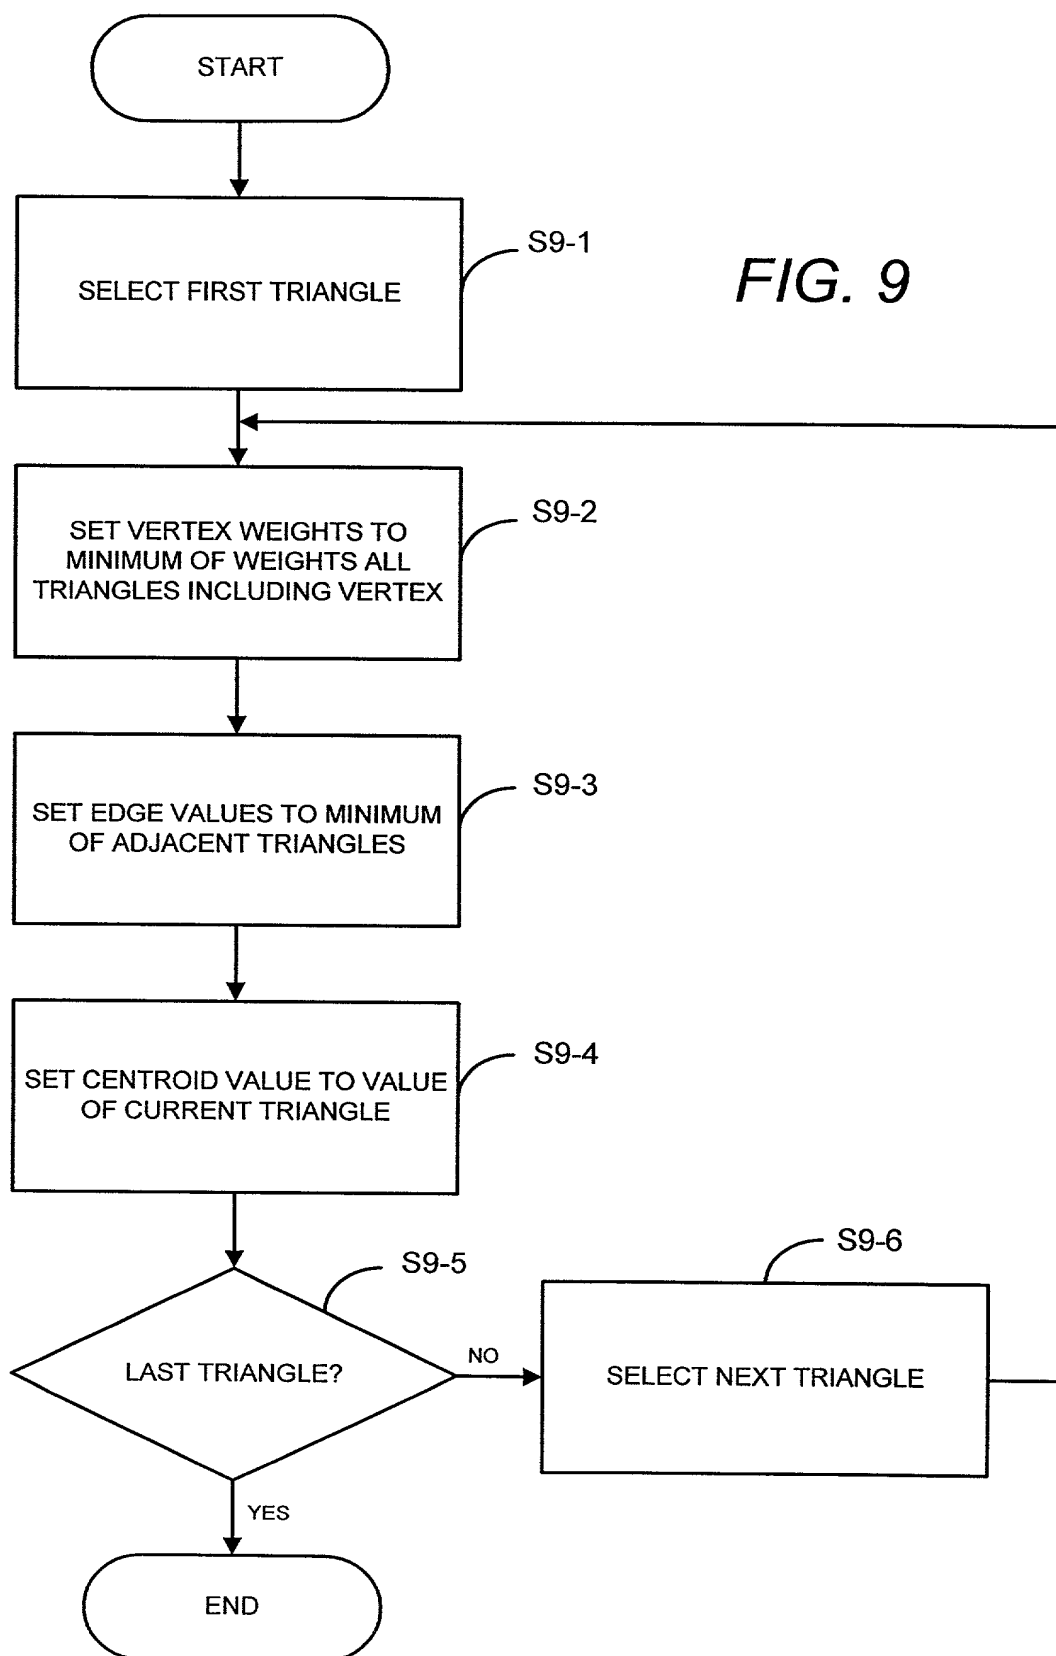 START
SELECT FIRST TRIANGLE
S9-1
FIG. 9
SET VERTEX WEIGHTS TO
MINIMUM OF WEIGHTS ALL
TRIANGLES INCLUDING VERTEX
S9-2
SET EDGE VALUES TO MINIMUM
OF ADJACENT TRIANGLES
S9-3
SET CENTROID VALUE TO VALUE
OF CURRENT TRIANGLE
S9-4
LAST TRIANGLE?
S9-5
NO
SELECT NEXT TRIANGLE
S9-6
YES
END